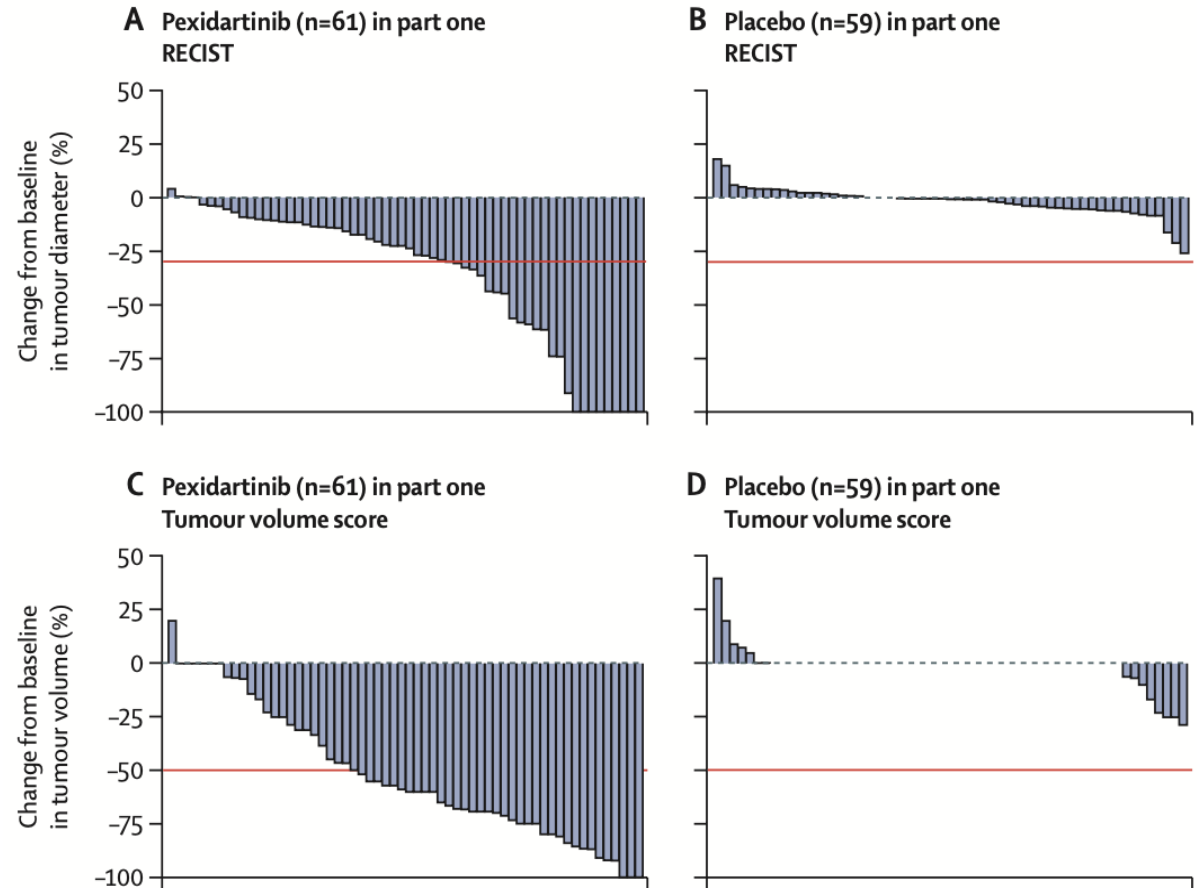 A Pexidartinib (n=61) in part one
RECIST
B Placebo (n=59) in part one
RECIST
Change from baseline
in tumour diameter (%)
50
25
0
−25
−50
−75
−100
C Pexidartinib (n=61) in part one
Tumour volume score
D Placebo (n=59) in part one
Tumour volume score
Change from baseline
in tumour volume (%)
50
25
0
−25
−50
−75
−100